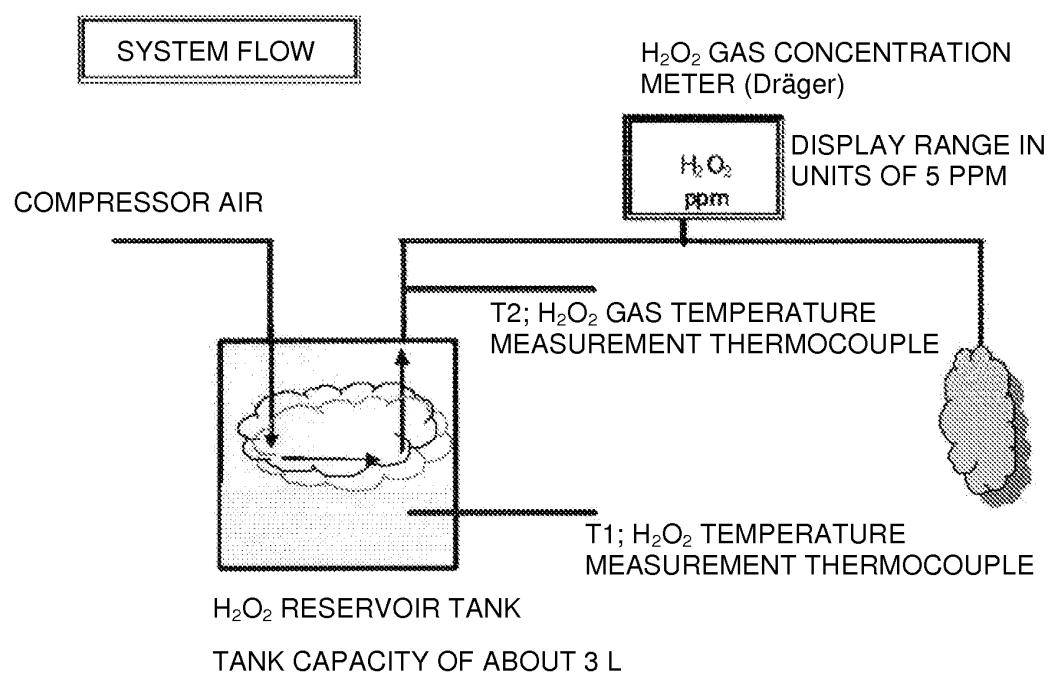 SYSTEM FLOW
H₂O₂ GAS CONCENTRATION
METER (Dräger)
H₂O₂
ppm
DISPLAY RANGE IN
UNITS OF 5 PPM
COMPRESSOR AIR
T2; H₂O₂ GAS TEMPERATURE
MEASUREMENT THERMOCOUPLE
T1; H₂O₂ TEMPERATURE
MEASUREMENT THERMOCOUPLE
H₂O₂ RESERVOIR TANK
TANK CAPACITY OF ABOUT 3 L